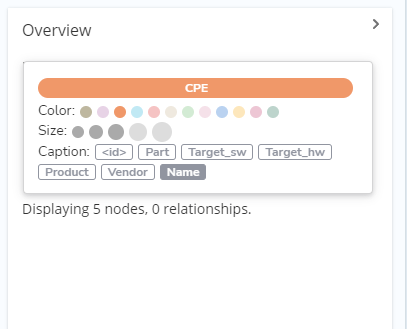 Overview
CPE
Color:
Size:
Caption: <id> Part Target_sw Target_hw
Product Vendor Name
Displaying 5 nodes, 0 relationships.